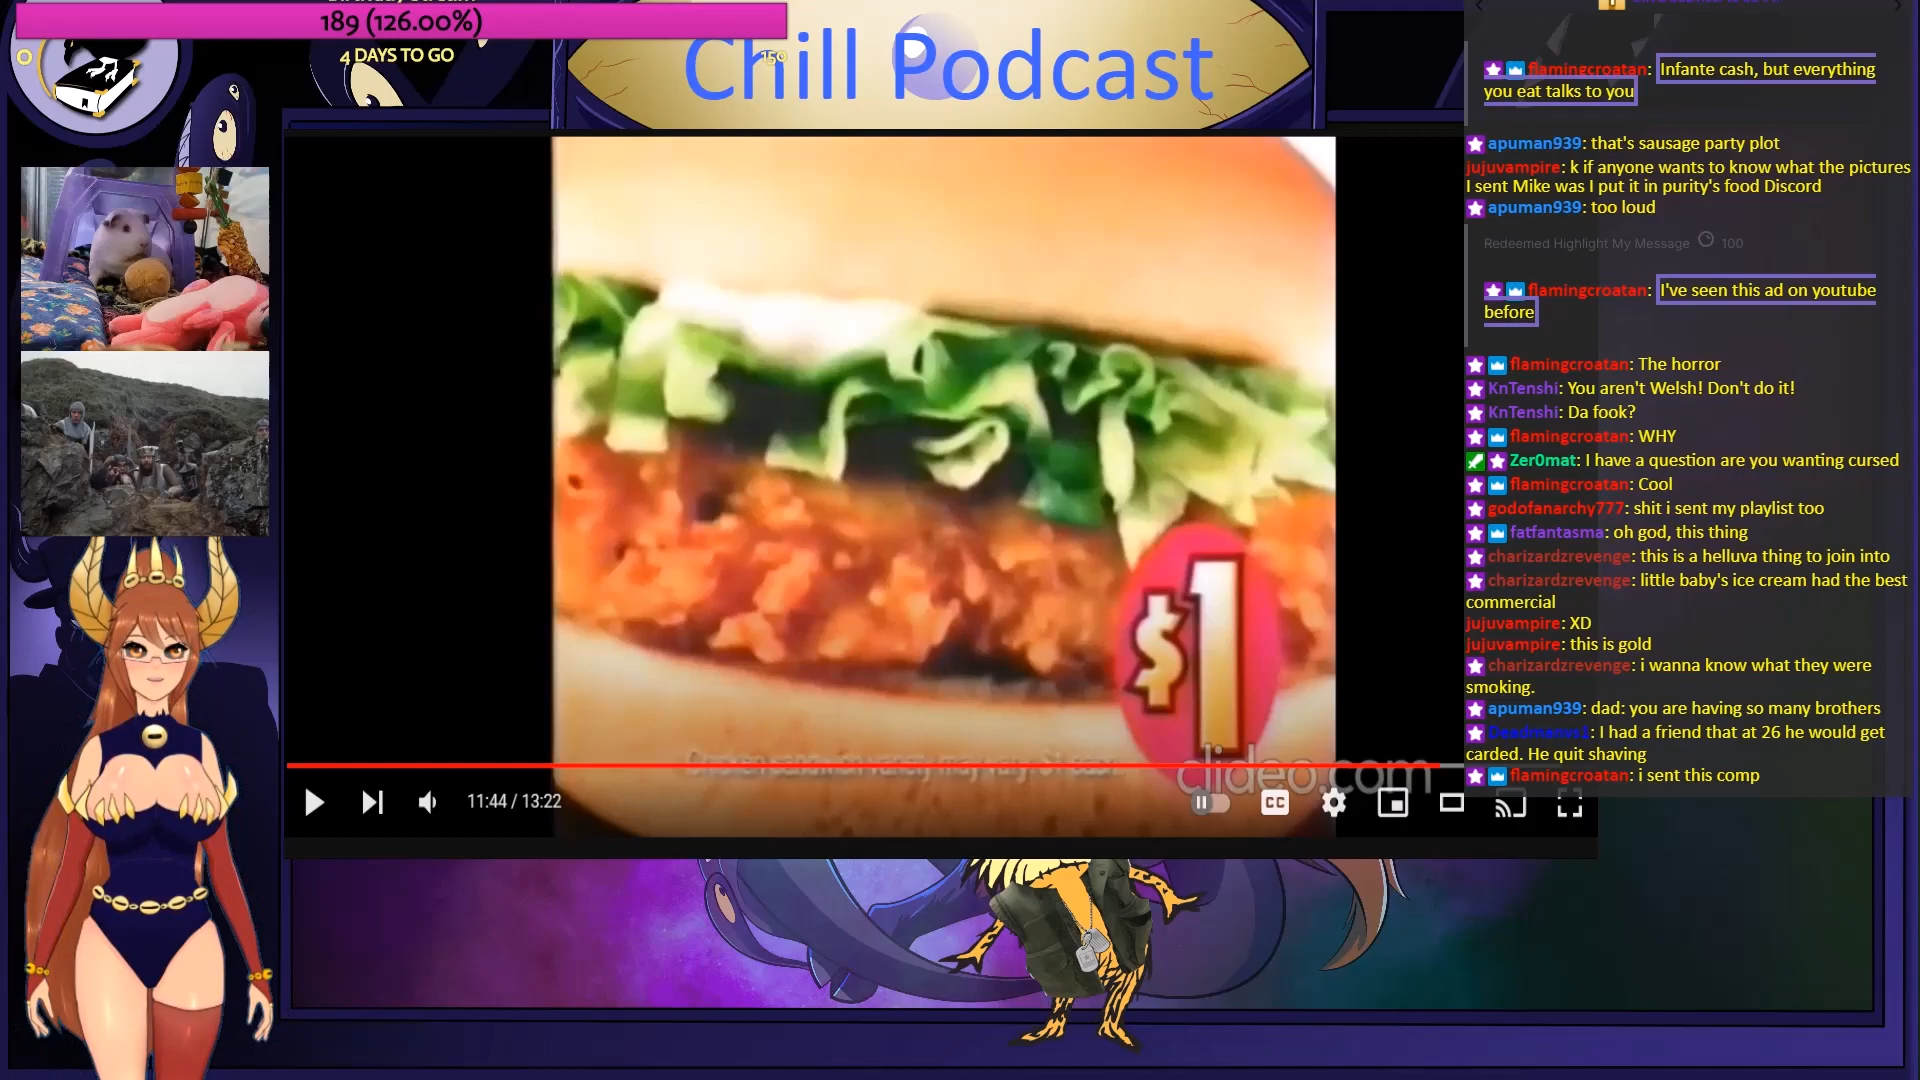 189 (126.00%)
4 DAYS TO GO
150
Chill Podcast
flamingcroatan: Infante cash, but everything
you eat talks to you
apuman939: that's sausage party plot
jujuvampire: k if anyone wants to know what the pictures
I sent Mike was I put it in purity's food Discord
apuman939: too loud
Redeemed Highlight My Message 100
flamingcroatan: I've seen this ad on youtube
before
flamingcroatan: The horror
KnTenshi: You aren't Welsh! Don't do it!
KnTenshi: Da fook?
flamingcroatan: WHY
Zer0mat: I have a question are you wanting cursed
flamingcroatan: Cool
godofanarchy777: shit i sent my playlist too
fatfantasma: oh god, this thing
charizardzrevenge: this is a helluva thing to join into
charizardzrevenge: little baby's ice cream had the best
commercial
jujuvampire: XD
jujuvampire: this is gold
charizardzrevenge: i wanna know what they were
smoking.
apuman939: dad: you are having so many brothers
Deadmanvs1: I had a friend that at 26 he would get
carded. He quit shaving
flamingcroatan: i sent this comp
$1
clideo.com
11:44 / 13:22
CC